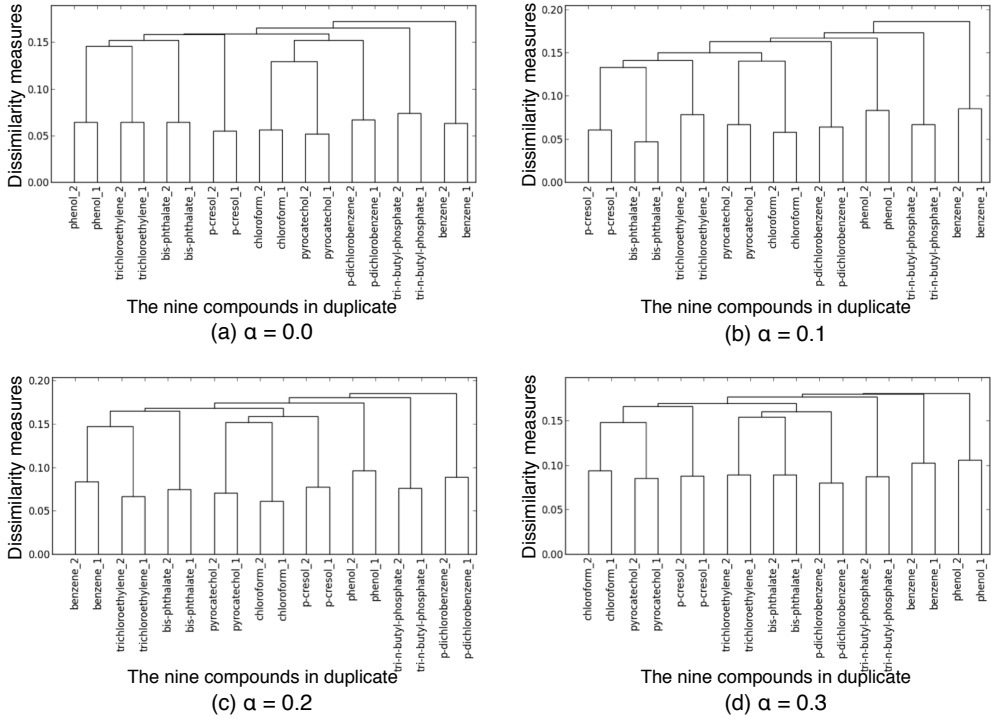 Dissimilarity measures
0.15
0.10
0.05
0.00
phenol_2
phenol_1
trichloroethylene_2
trichloroethylene_1
bis-phthalate_2
bis-phthalate_1
p-cresol_2
p-cresol_1
chloroform_2
chloroform_1
pyrocatechol_2
pyrocatechol_1
p-dichlorobenzene_2
p-dichlorobenzene_1
tri-n-butyl-phosphate_2
tri-n-butyl-phosphate_1
benzene_2
benzene_1
The nine compounds in duplicate
(a) α = 0.0
Dissimilarity measures
0.20
0.15
0.10
0.05
0.00
p-cresol_2
p-cresol_1
bis-phthalate_2
bis-phthalate_1
trichloroethylene_2
trichloroethylene_1
pyrocatechol_2
pyrocatechol_1
chloroform_2
chloroform_1
p-dichlorobenzene_2
p-dichlorobenzene_1
phenol_2
phenol_1
tri-n-butyl-phosphate_2
tri-n-butyl-phosphate_1
benzene_2
benzene_1
The nine compounds in duplicate
(b) α = 0.1
Dissimilarity measures
0.20
0.15
0.10
0.05
0.00
benzene_2
benzene_1
trichloroethylene_2
trichloroethylene_1
bis-phthalate_2
bis-phthalate_1
pyrocatechol_2
pyrocatechol_1
chloroform_2
chloroform_1
p-cresol_2
p-cresol_1
phenol_2
phenol_1
tri-n-butyl-phosphate_2
tri-n-butyl-phosphate_1
p-dichlorobenzene_2
p-dichlorobenzene_1
The nine compounds in duplicate
(c) α = 0.2
Dissimilarity measures
0.15
0.10
0.05
0.00
chloroform_2
chloroform_1
pyrocatechol_2
pyrocatechol_1
p-cresol_2
p-cresol_1
trichloroethylene_2
trichloroethylene_1
bis-phthalate_2
bis-phthalate_1
p-dichlorobenzene_2
p-dichlorobenzene_1
tri-n-butyl-phosphate_2
tri-n-butyl-phosphate_1
benzene_2
benzene_1
phenol_2
phenol_1
The nine compounds in duplicate
(d) α = 0.3